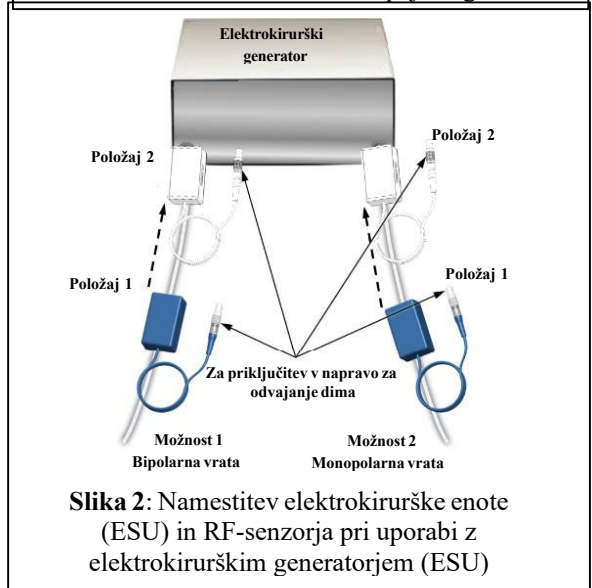 Elektrokirurški
generator
Položaj 2
Položaj 2
Položaj 1
Položaj 1
Za priključitev v napravo za
odvajanje dima
Možnost 1
Bipolarna vrata
Možnost 2
Monopolarna vrata
Slika 2: Namestitev elektrokirurške enote
(ESU) in RF-senzorja pri uporabi z
elektrokirurškim generatorjem (ESU)